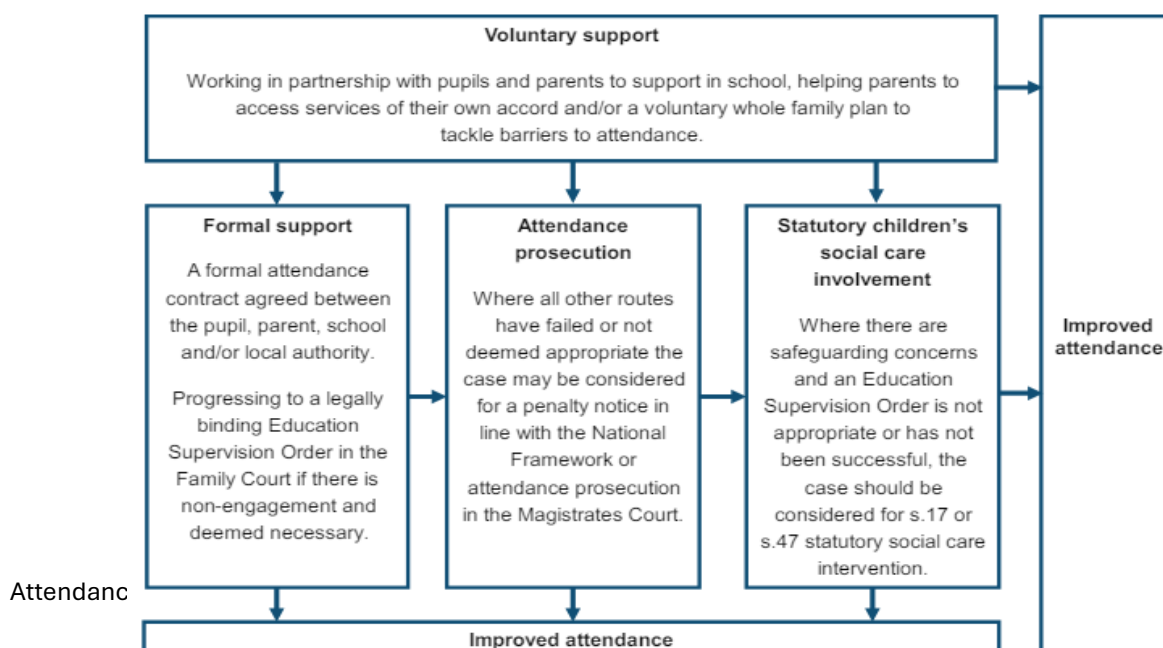 Voluntary support
Working in partnership with pupils and parents to support in school, helping parents to
access services of their own accord and/or a voluntary whole family plan to
tackle barriers to attendance.
Formal support
A formal attendance
contract agreed between
the pupil, parent, school
and/or local authority.
Progressing to a legally
binding Education
Supervision Order in the
Family Court if there is
non-engagement and
deemed necessary.
Attendance
prosecution
Where all other routes
have failed or not
deemed appropriate the
case may be considered
for a penalty notice in
line with the National
Framework or
attendance prosecution
in the Magistrates Court.
Statutory children's
social care
involvement
Where there are
safeguarding concerns
and an Education
Supervision Order is not
appropriate or has not
been successful, the
case should be
considered for s.17 or
s.47 statutory social care
intervention.
Improved
attendance
Attendanc
Improved attendance